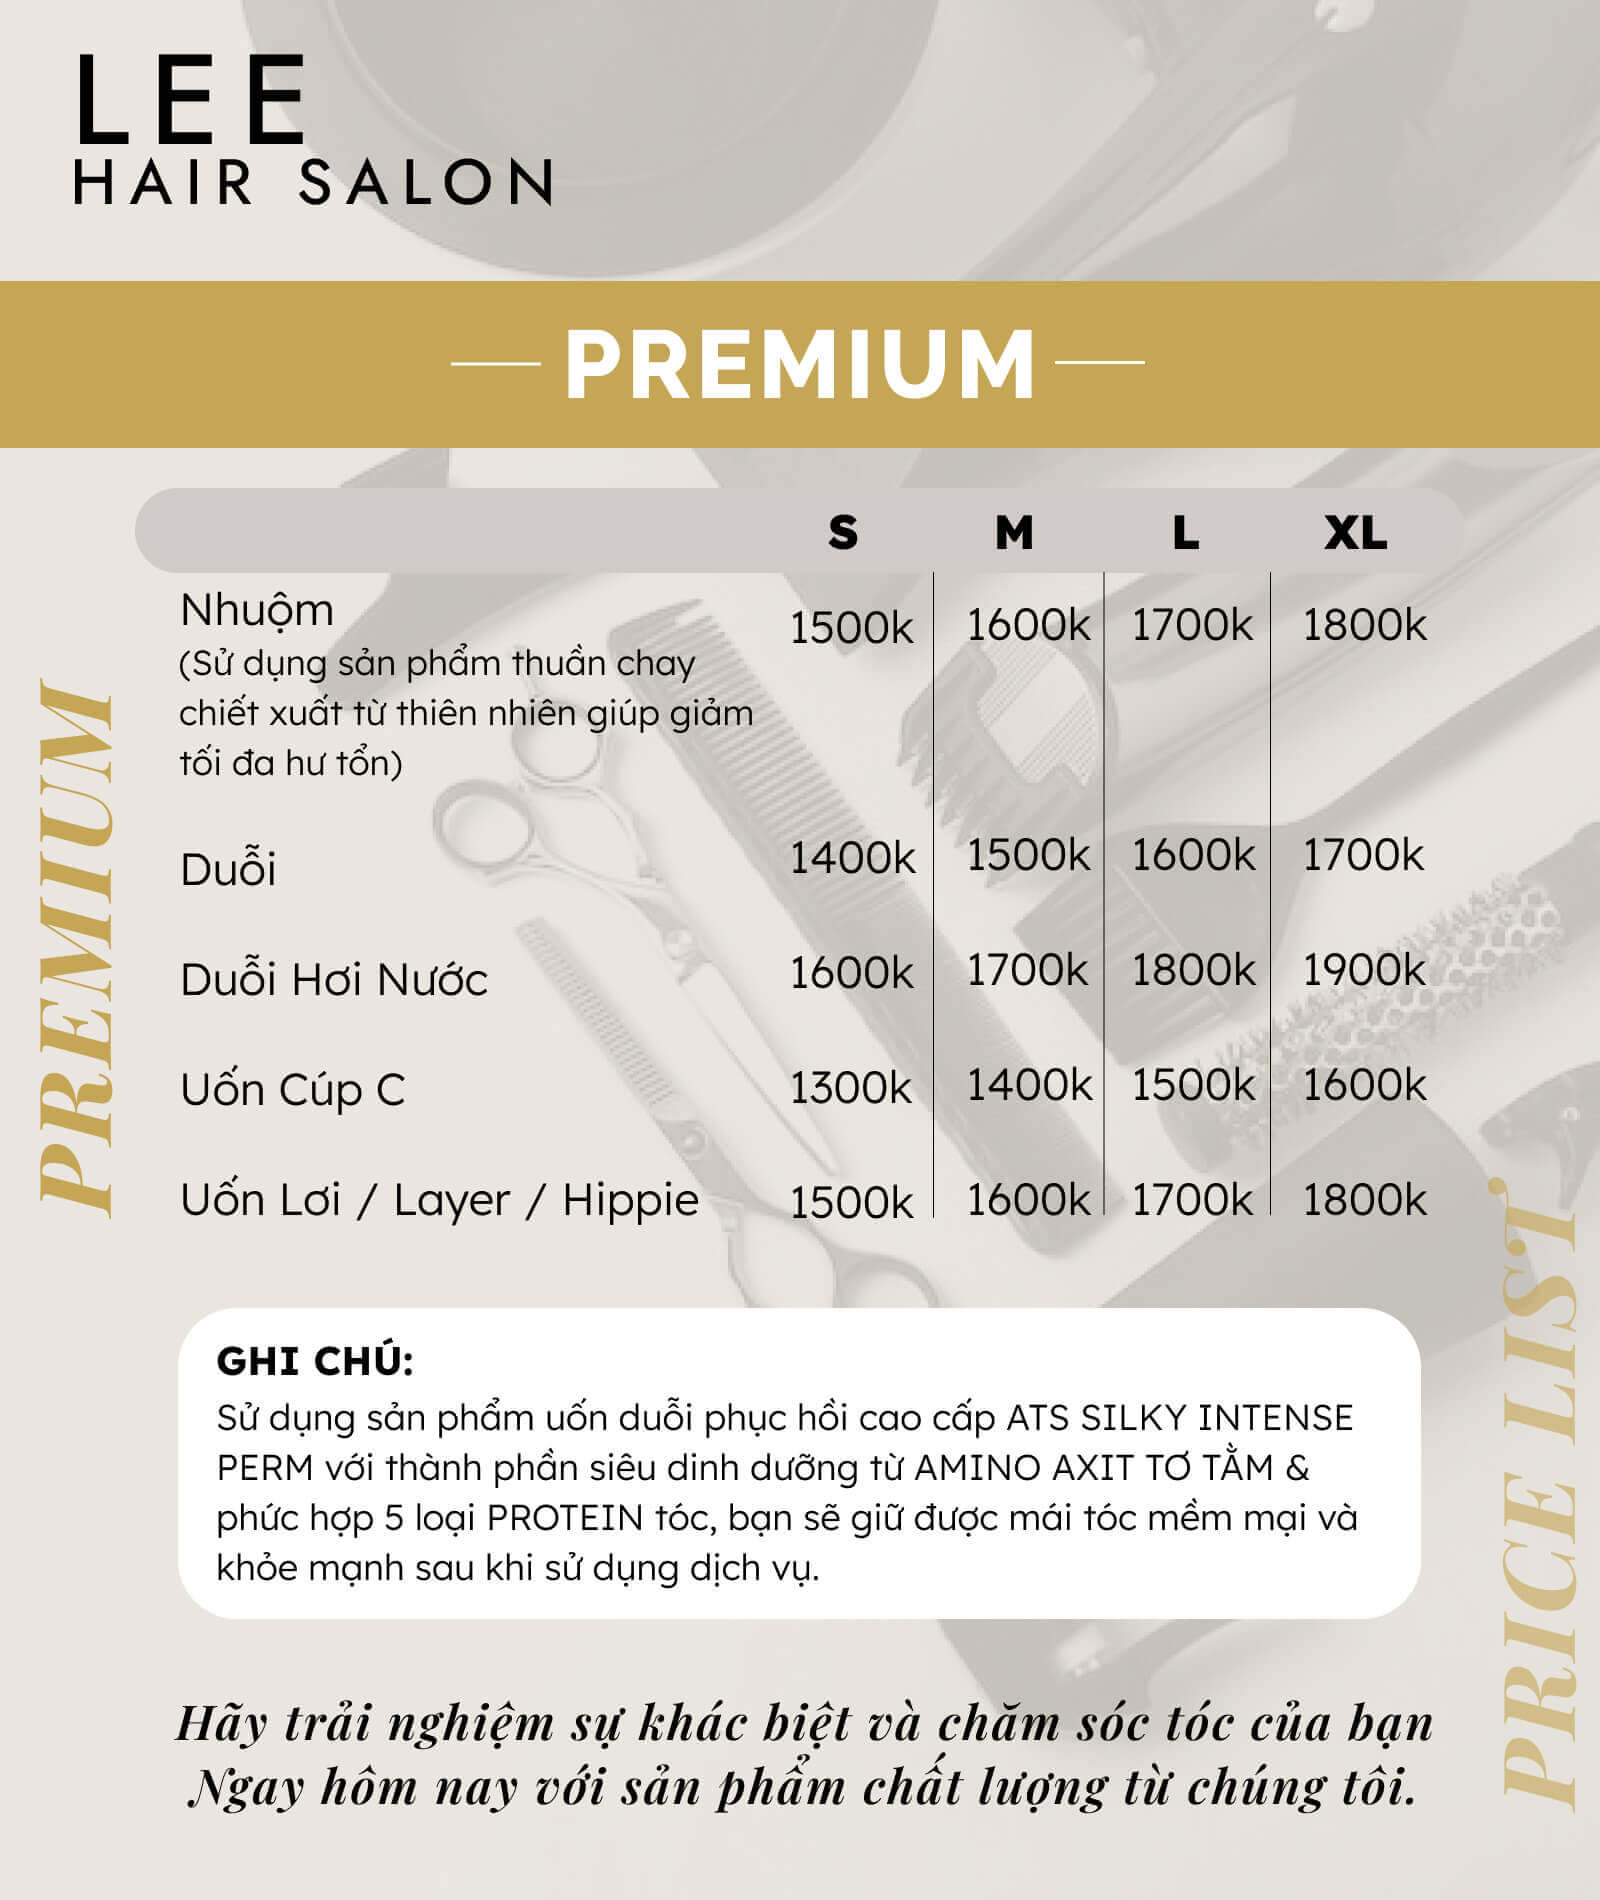 LEE
HAIR SALON
PREMIUM
S M L XL
Nhuộm 1500k 1600k 1700k 1800k
(Sử dụng sản phẩm thuần chay
chiết xuất từ thiên nhiên giúp giảm
tối đa hư tổn)
Duỗi 1400k 1500k 1600k 1700k
Duỗi Hơi Nước 1600k 1700k 1800k 1900k
Uốn Cúp C 1300k 1400k 1500k 1600k
Uốn Lơi / Layer / Hippie 1500k 1600k 1700k 1800k
PREMIUM
PRICE LIST
GHI CHÚ:
Sử dụng sản phẩm uốn duỗi phục hồi cao cấp ATS SILKY INTENSE
PERM với thành phần siêu dinh dưỡng từ AMINO AXIT TƠ TẰM &
phức hợp 5 loại PROTEIN tóc, bạn sẽ giữ được mái tóc mềm mại và
khỏe mạnh sau khi sử dụng dịch vụ.
Hãy trải nghiệm sự khác biệt và chăm sóc tóc của bạn
Ngay hôm nay với sản phẩm chất lượng từ chúng tôi.